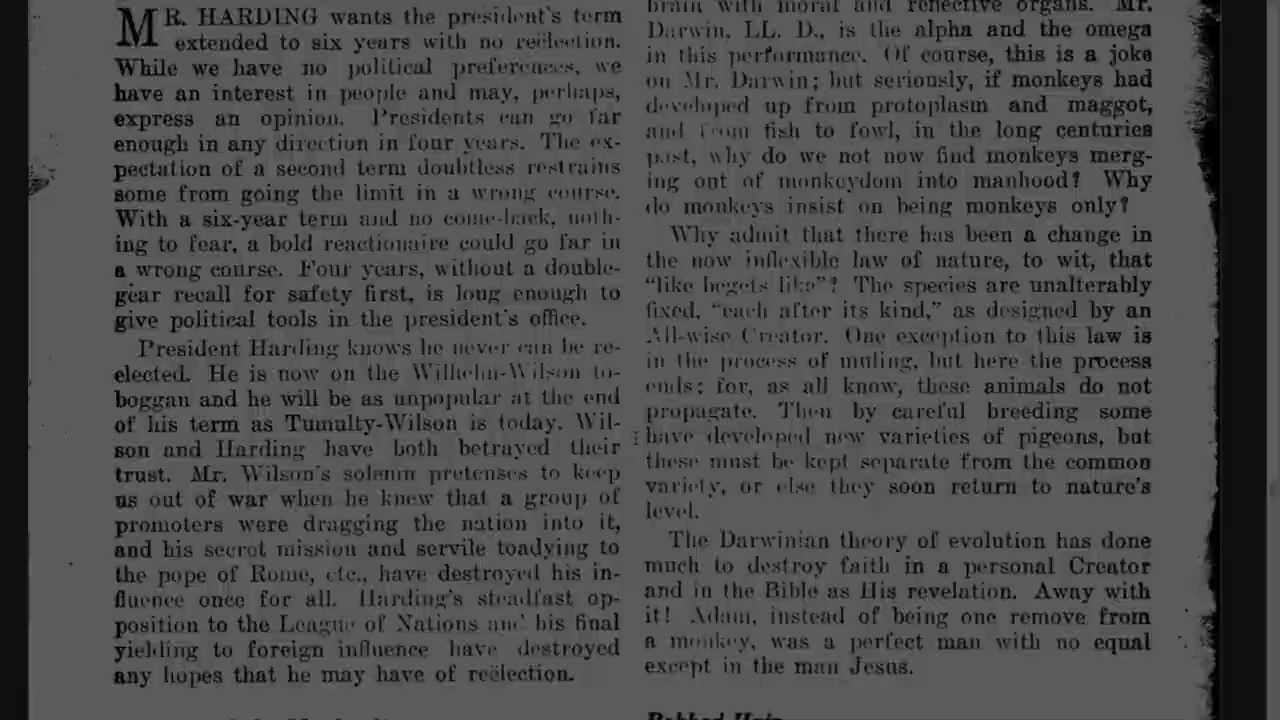 MR. HARDING wants the president's term
extended to six years with no reëlection.
While we have no political preferences, we
have an interest in people and may, perhaps,
express an opinion. Presidents can go far
enough in any direction in four years. The ex-
pectation of a second term doubtless restrains
some from going the limit in a wrong course.
With a six-year term and no come-back, noth-
ing to fear, a bold reactionaire could go far in
a wrong course. Four years, without a double-
gear recall for safety first, is long enough to
give political tools in the president's office.
President Harding knows he never can be re-
elected. He is now on the Wilhelm-Wilson to-
boggan and he will be as unpopular at the end
of his term as Tumulty-Wilson is today. Wil-
son and Harding have both betrayed their
trust. Mr. Wilson's solemn pretenses to keep
us out of war when he knew that a group of
promoters were dragging the nation into it,
and his secret mission and servile toadying to
the pope of Rome, etc., have destroyed his in-
fluence once for all. Harding's steadfast op-
position to the League of Nations and his final
yielding to foreign influence have destroyed
any hopes that he may have of reëlection.
brain with moral and reflective organs. Mr.
Darwin, LL. D., is the alpha and the omega
in this performance. Of course, this is a joke
on Mr. Darwin; but seriously, if monkeys had
developed up from protoplasm and maggot,
and from fish to fowl, in the long centuries
past, why do we not now find monkeys merg-
ing out of monkeydom into manhood? Why
do monkeys insist on being monkeys only?
Why admit that there has been a change in
the now inflexible law of nature, to wit, that
"like begets like"? The species are unalterably
fixed, "each after its kind," as designed by an
All-wise Creator. One exception to this law is
in the process of muling, but here the process
ends; for, as all know, these animals do not
propagate. Then by careful breeding some
have developed new varieties of pigeons, but
these must be kept separate from the common
variety, or else they soon return to nature's
level.
The Darwinian theory of evolution has done
much to destroy faith in a personal Creator
and in the Bible as His revelation. Away with
it! Adam, instead of being one remove from
a monkey, was a perfect man with no equal
except in the man Jesus.
Bobbed Hair